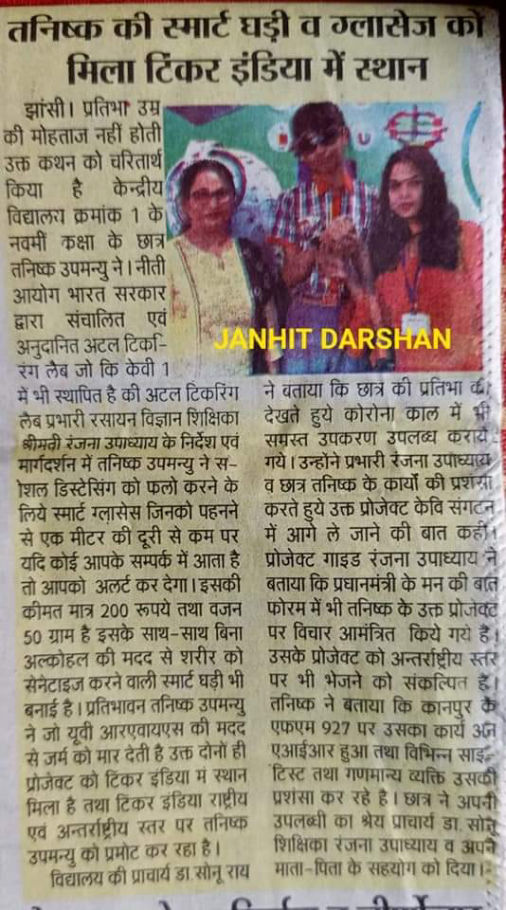 तनिष्क की स्मार्ट घड़ी व ग्लासेज को
मिला टिंकर इंडिया में स्थान
झांसी। प्रतिभा उम्र
की मोहताज नहीं होती
उक्त कथन को चरितार्थ
किया है केन्द्रीय
विद्यालय क्रमांक 1 के
नवमीं कक्षा के छात्र
तनिष्क उपमन्यु ने। नीती
आयोग भारत सरकार
द्वारा संचालित एवं
अनुदानित अटल टिंकरि-
रंग लैब जो कि केवी 1
में भी स्थापित है की अटल टिकरिंग
लैब प्रभारी रसायन विज्ञान शिक्षिका
श्रीमती रंजना उपाध्याय के निर्देश एवं
मार्गदर्शन में तनिष्क उपमन्यु ने स-
ोशल डिस्टेसिंग को फलो करने के
लिये स्मार्ट ग्लासेस जिनको पहनने
से एक मीटर की दूरी से कम पर
यदि कोई आपके सम्पर्क में आता है
तो आपको अलर्ट कर देगा। इसकी
कीमत मात्र 200 रूपये तथा वजन
50 ग्राम है इसके साथ-साथ बिना
अल्कोहल की मदद से शरीर को
सेनेटाइज करने वाली स्मार्ट घड़ी भी
बनाई है। प्रतिभावन तनिष्क उपमन्यु
ने जो यूवी आरएवायएस की मदद
से जर्म को मार देती है उक्त दोनों ही
प्रोजेक्ट को टिकर इंडिया में स्थान
मिला है तथा टिकर इंडिया राष्ट्रीय
एवं अन्तर्राष्ट्रीय स्तर पर तनिष्क
उपमन्यु को प्रमोट कर रहा है।
विद्यालय की प्राचार्य डा. सोनू राय
JANHIT DARSHAN
ने बताया कि छात्र की प्रतिभा को
देखते हुये कोरोना काल में भी
समस्त उपकरण उपलब्ध कराये
गये। उन्होंने प्रभारी रंजना उपाध्याय
व छात्र तनिष्क के कार्यों की प्रशंसा
करते हुये उक्त प्रोजेक्ट केवि संगटन
में आगे ले जाने की बात कही।
प्रोजेक्ट गाइड रंजना उपाध्याय ने
बताया कि प्रधानमंत्री के मन की बात
फोरम में भी तनिष्क के उक्त प्रोजेक्ट
पर विचार आमंत्रित किये गये है।
उसके प्रोजेक्ट को अन्तर्राष्ट्रीय स्तर
पर भी भेजने को संकल्पित है।
तनिष्क ने बताया कि कानपुर के
एफएम 927 पर उसका कार्य अन
एआईआर हुआ तथा विभिन्न साइ-
टिस्ट तथा गणमान्य व्यक्ति उसकी
प्रशंसा कर रहे है। छात्र ने अपनी
उपलब्धी का श्रेय प्राचार्य डा. सोनू
शिक्षिका रंजना उपाध्याय व अपने
माता-पिता के सहयोग को दिया।